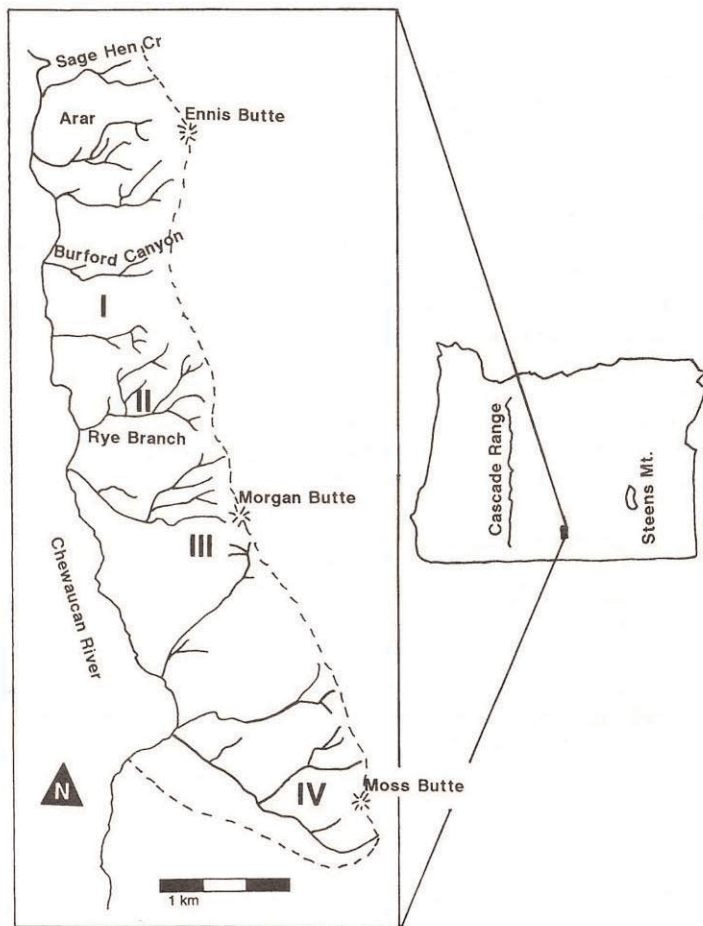 Sage Hen Cr
Arar
Ennis Butte
Burford Canyon
I
II
Rye Branch
Morgan Butte
III
Chewaucan River
IV
Moss Butte
N
1 km
Cascade Range
Steens Mt.